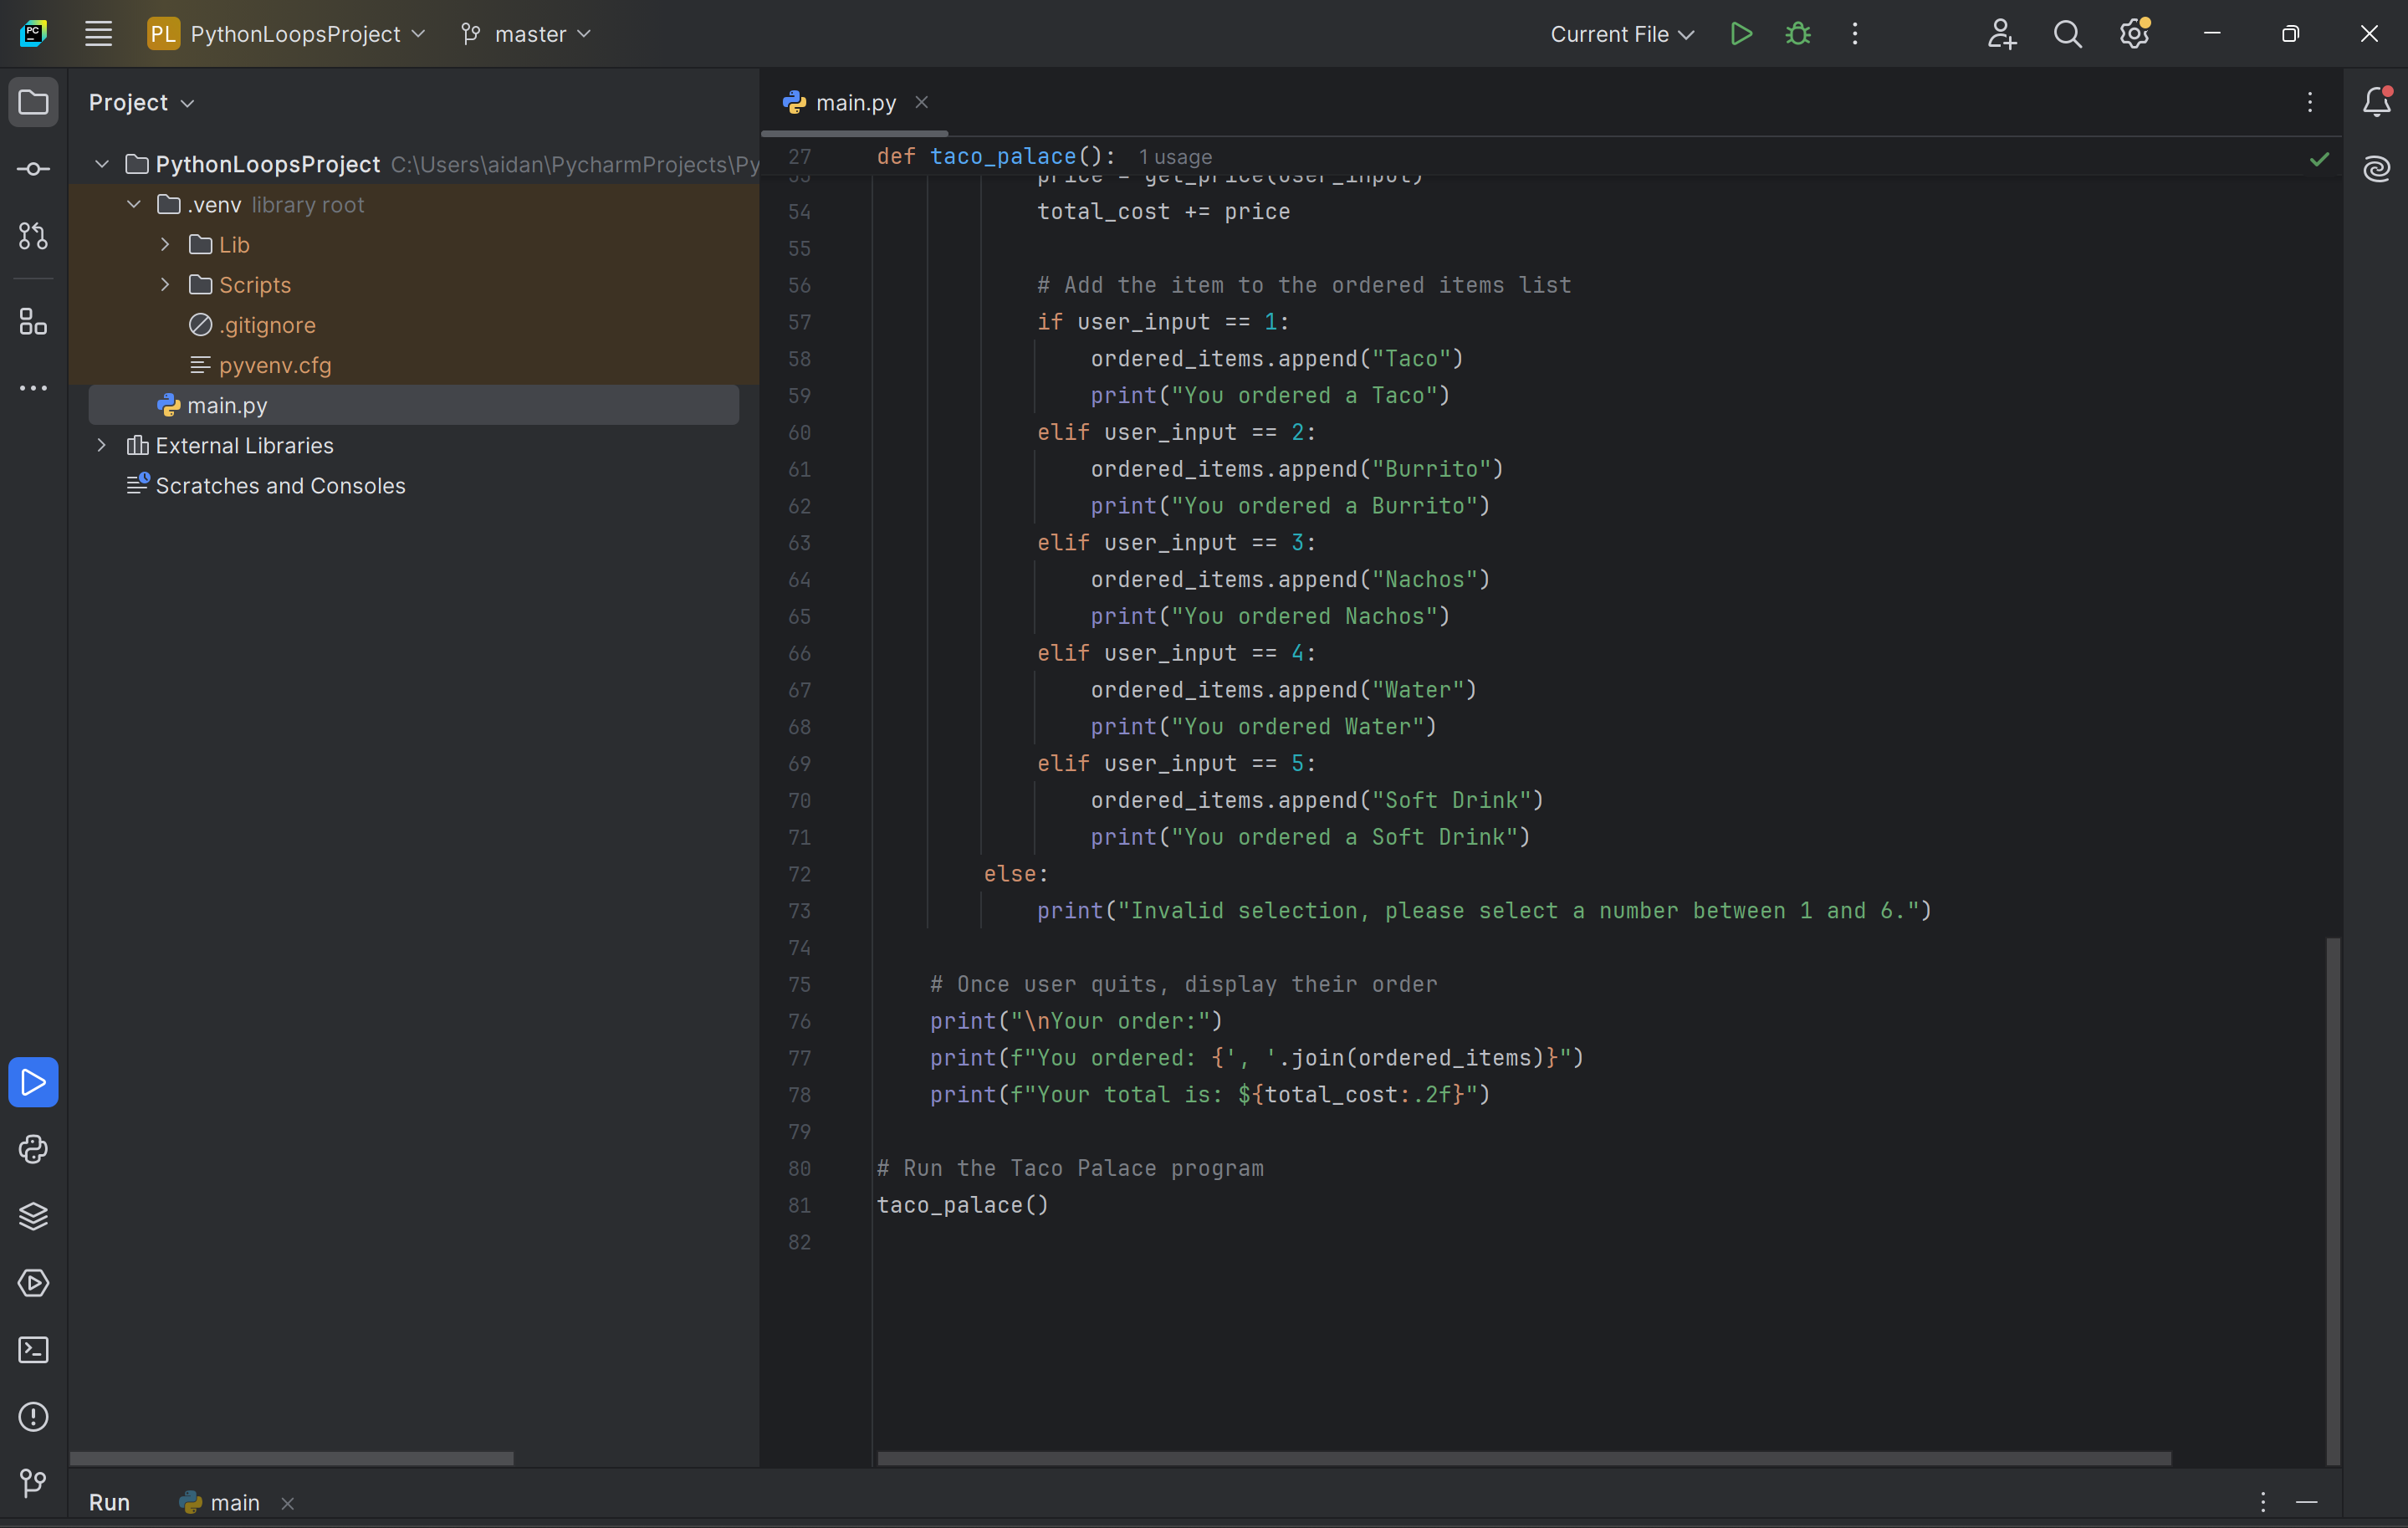 PL PythonLoopsProject master Current File
Project
main.py
PythonLoopsProject C:\Users\aidan\PycharmProjects\Py
.venv library root
Lib
Scripts
.gitignore
pyvenv.cfg
main.py
External Libraries
Scratches and Consoles
27 def taco_palace(): 1 usage
53 price = get_price(user_input)
54 total_cost += price
55
56 # Add the item to the ordered items list
57 if user_input == 1:
58 ordered_items.append("Taco")
59 print("You ordered a Taco")
60 elif user_input == 2:
61 ordered_items.append("Burrito")
62 print("You ordered a Burrito")
63 elif user_input == 3:
64 ordered_items.append("Nachos")
65 print("You ordered Nachos")
66 elif user_input == 4:
67 ordered_items.append("Water")
68 print("You ordered Water")
69 elif user_input == 5:
70 ordered_items.append("Soft Drink")
71 print("You ordered a Soft Drink")
72 else:
73 print("Invalid selection, please select a number between 1 and 6.")
74
75 # Once user quits, display their order
76 print("\nYour order:")
77 print(f"You ordered: {', '.join(ordered_items)}")
78 print(f"Your total is: ${total_cost:.2f}")
79
80 # Run the Taco Palace program
81 taco_palace()
82
Run main